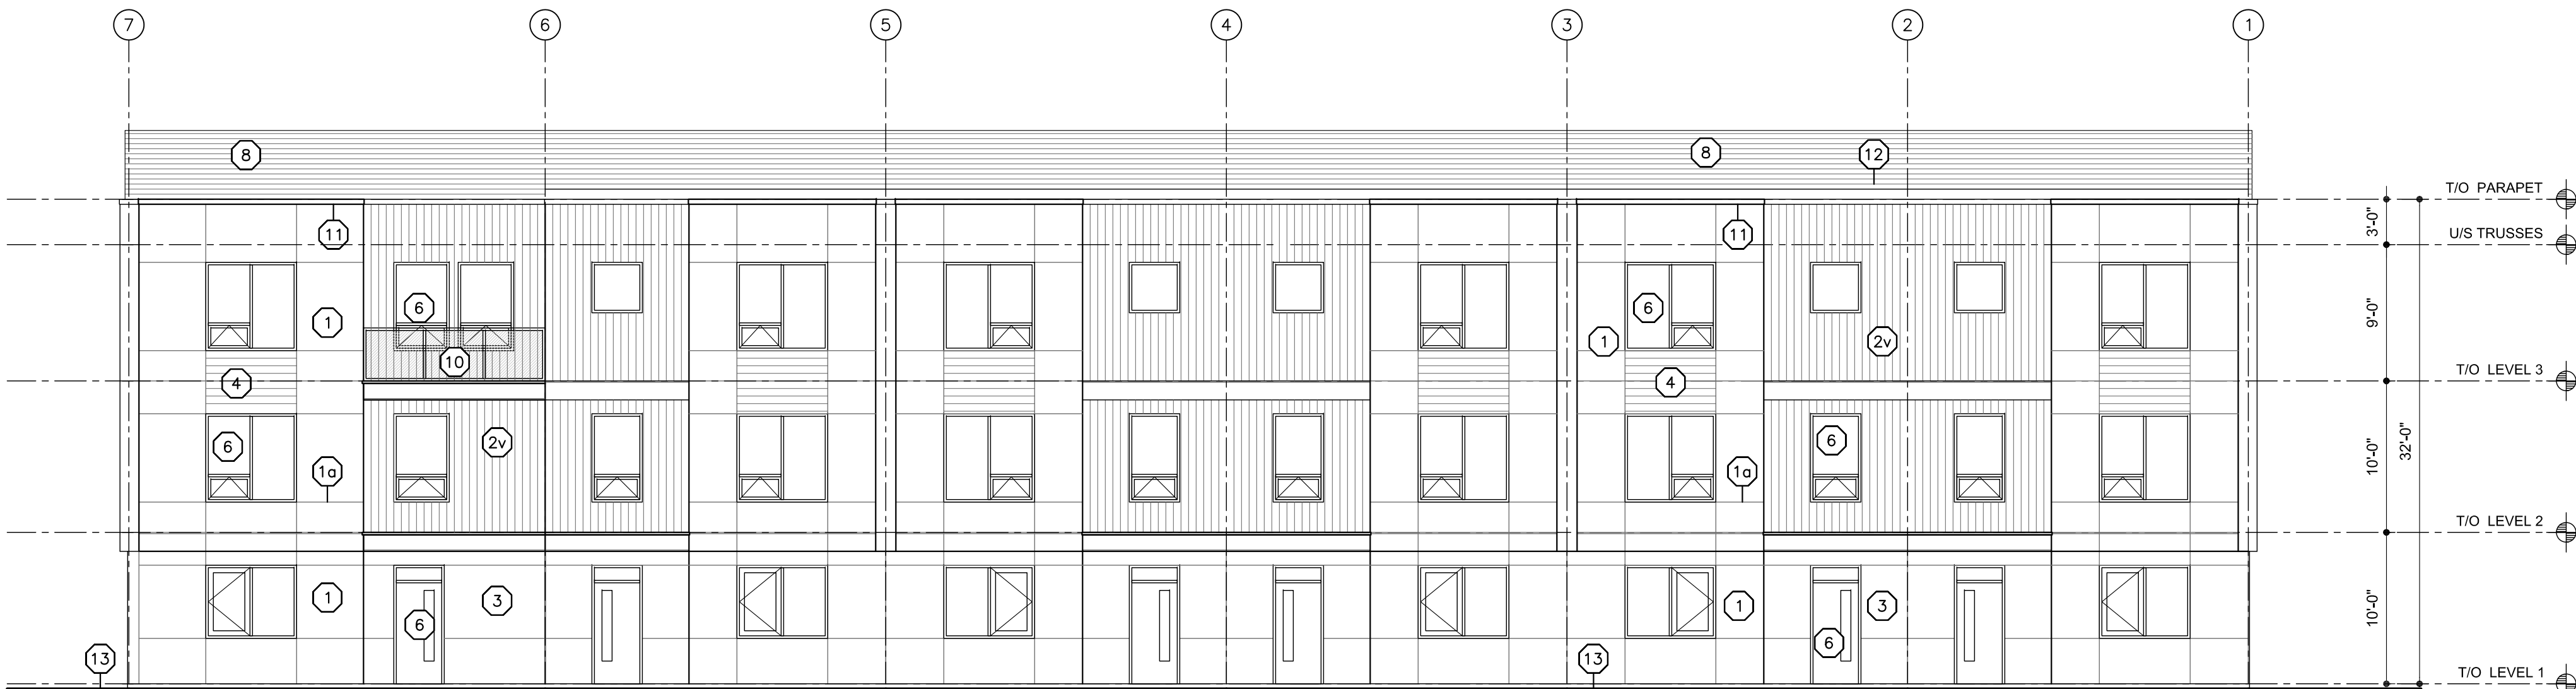 7 6 5 4 3 2 1
8 8 12
T/O PARAPET
11 11
3'-0"
U/S TRUSSES
6 6
1 1 2v
9'-0"
10
4 4
T/O LEVEL 3
6 2v 6
1a 1a
10'-0"
32'-0"
T/O LEVEL 2
1 3 1 3
6 6
10'-0"
13 13
T/O LEVEL 1